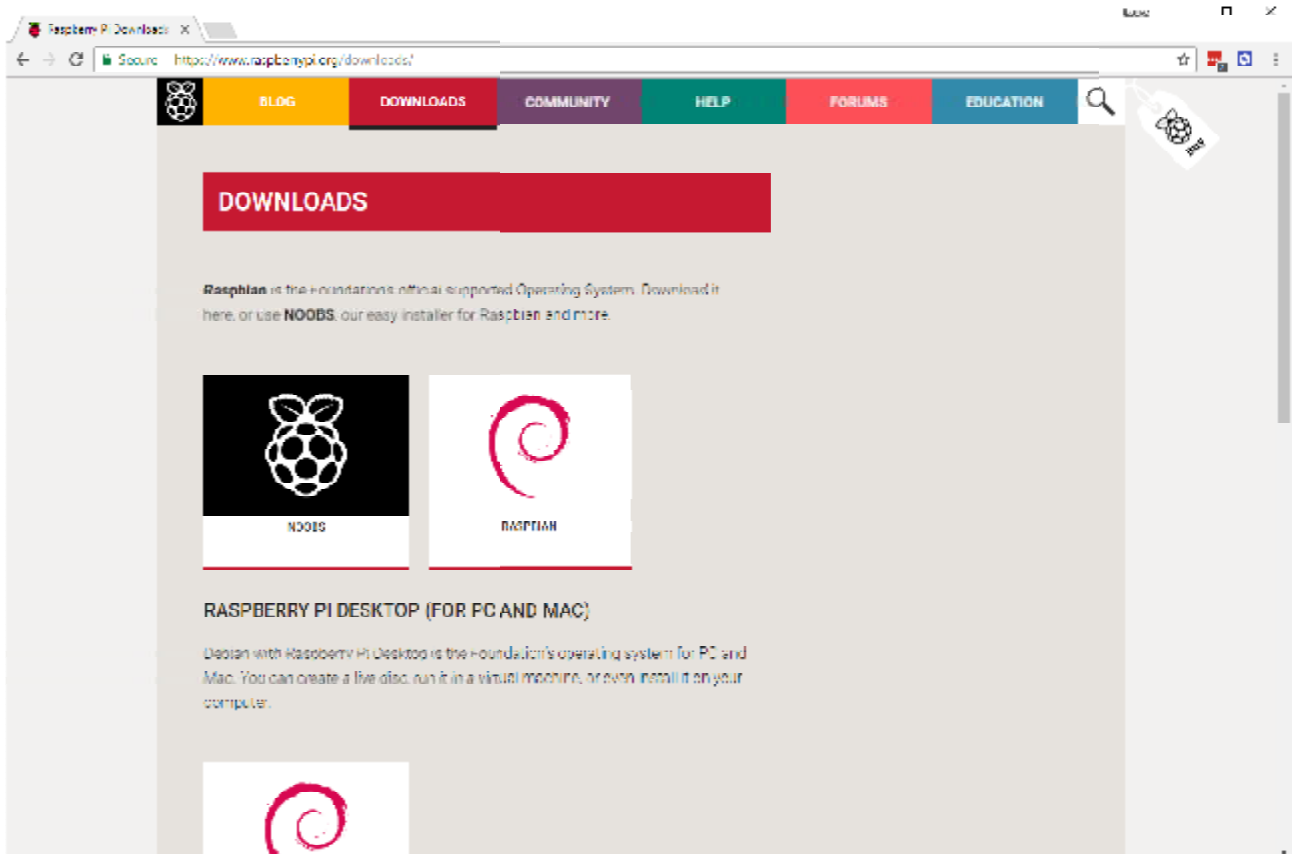 Raspberry Pi Downloads
Secure https://www.raspberrypi.org/downloads/
BLOG DOWNLOADS COMMUNITY HELP FORUMS EDUCATION
DOWNLOADS
Raspbian is the Foundation's official supported Operating System. Download it
here, or use NOOBS, our easy installer for Raspbian and more.
NOOBS RASPBIAN
RASPBERRY PI DESKTOP (FOR PC AND MAC)
Debian with Raspberry Pi Desktop is the Foundation's operating system for PC and
Mac. You can create a live disc, run it in a virtual machine, or even install it on your
computer.